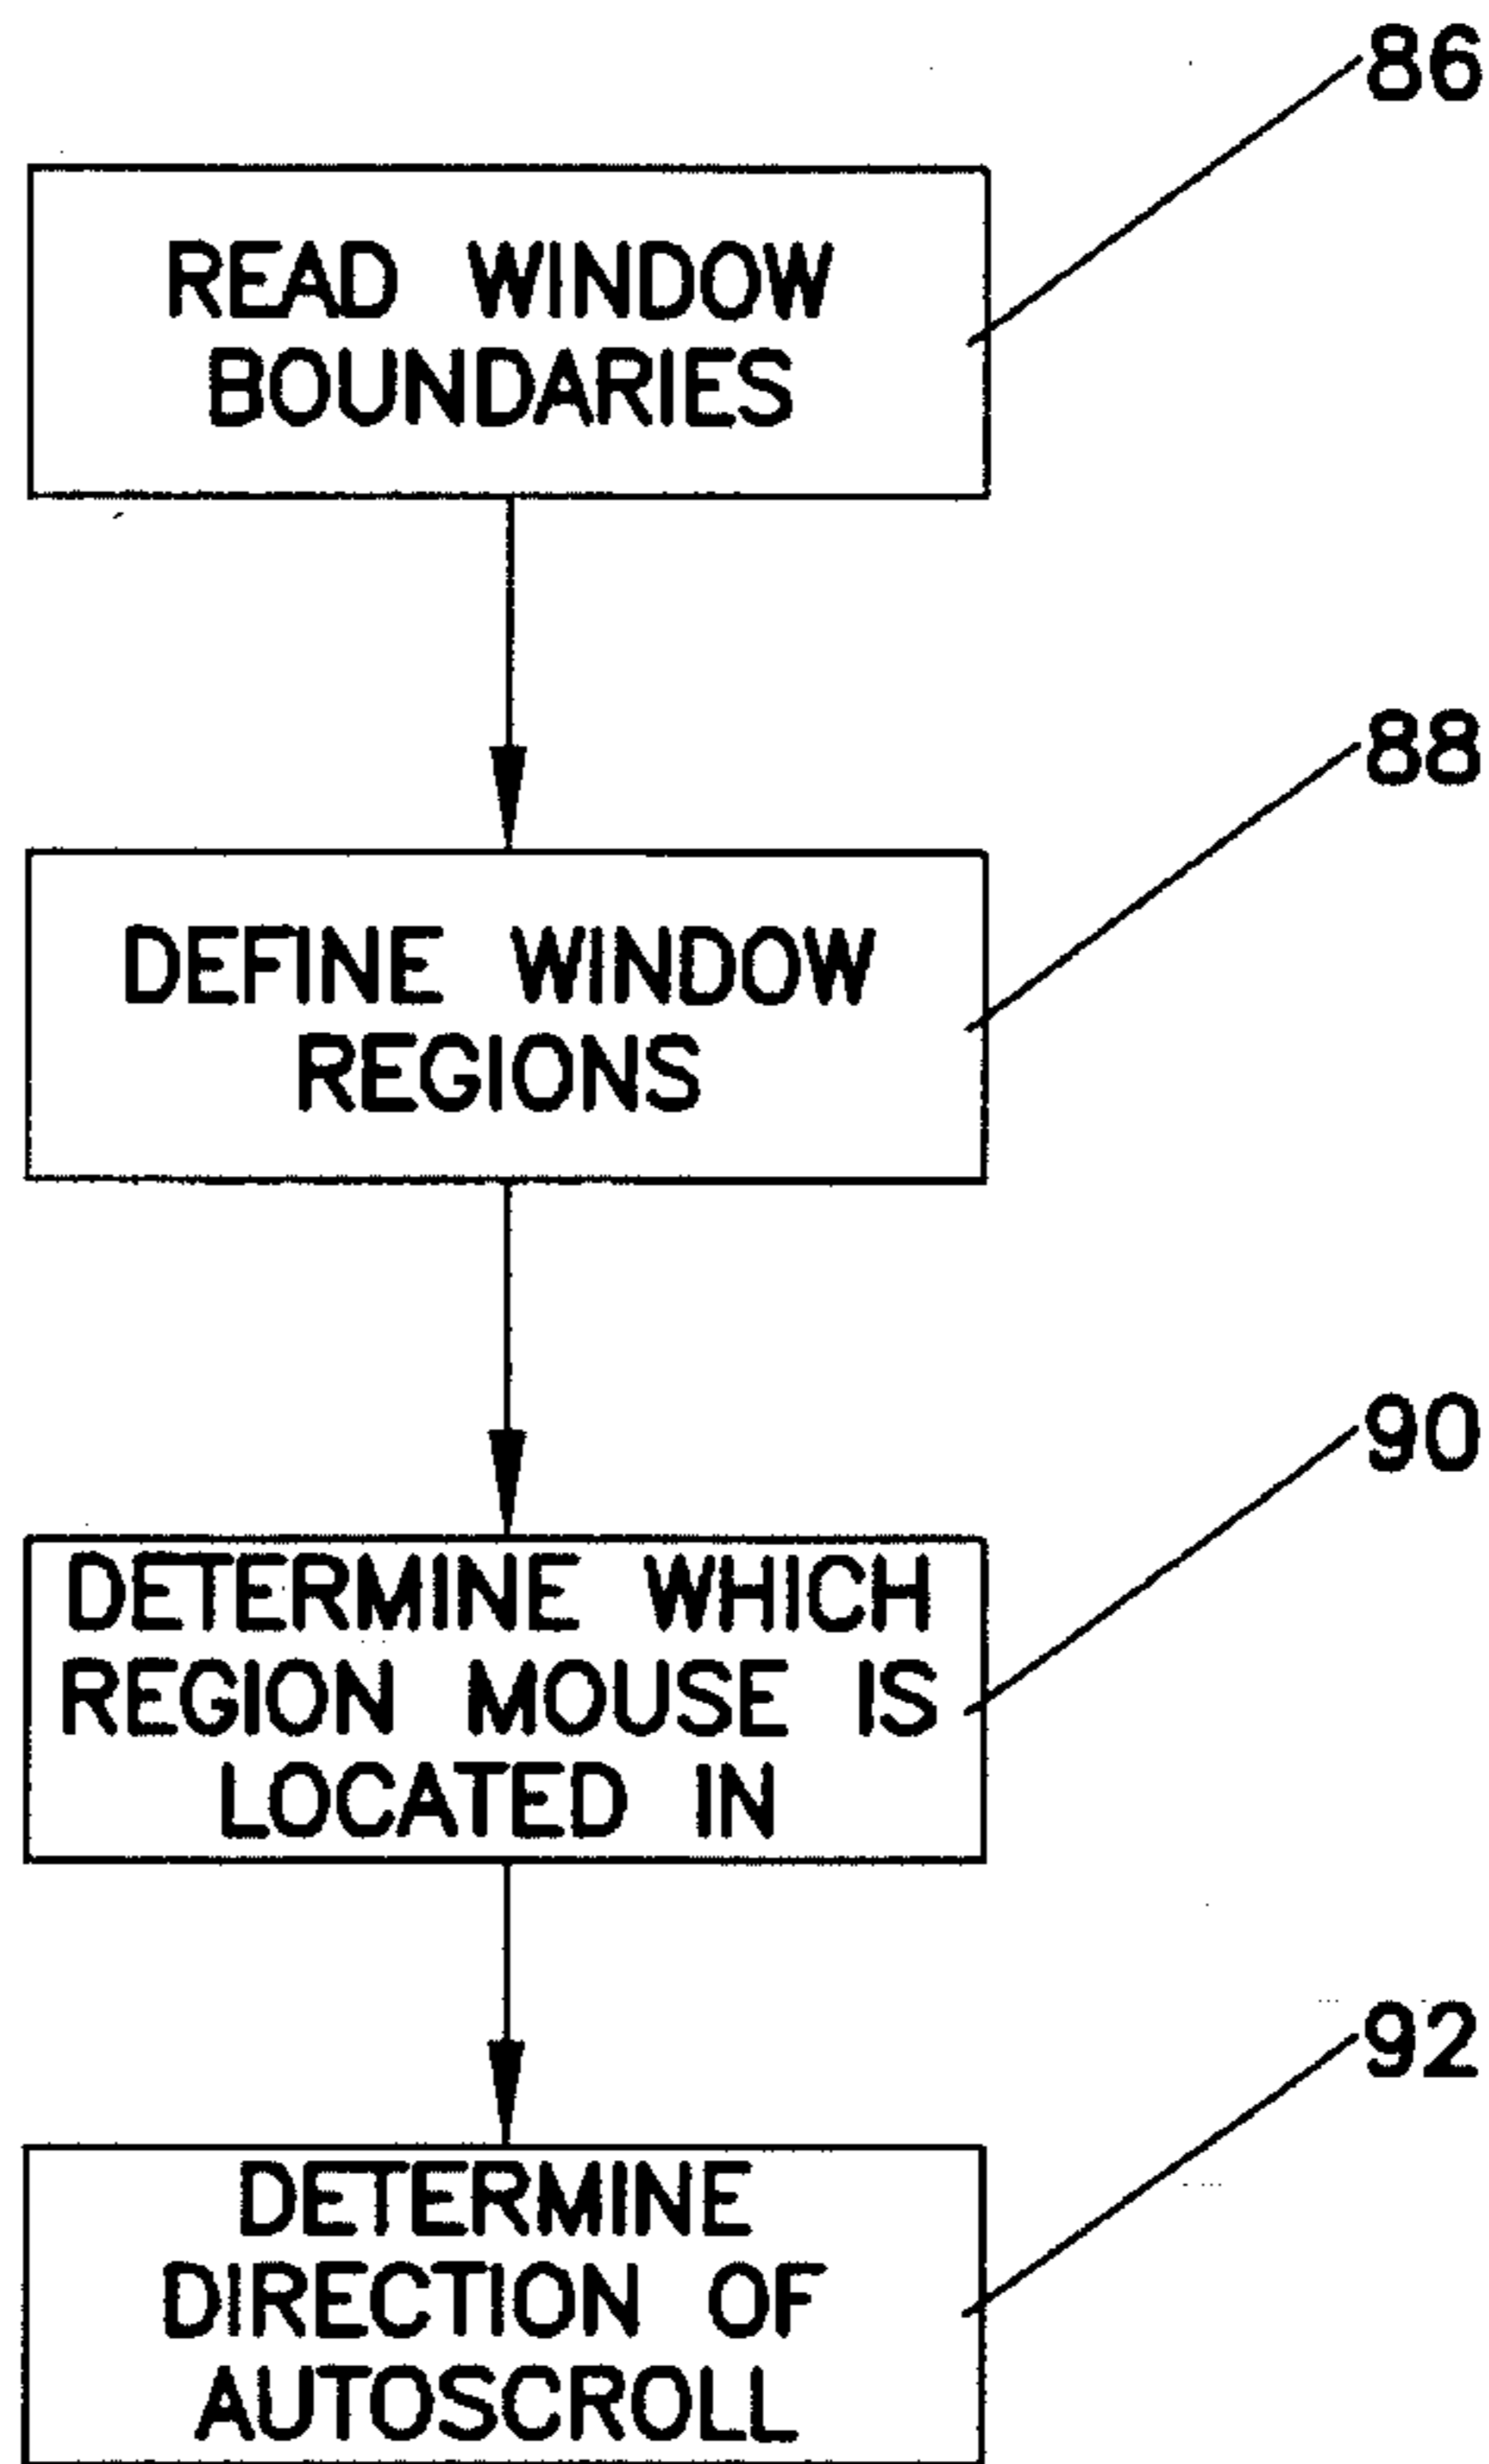 86
READ WINDOW
BOUNDARIES
88
DEFINE WINDOW
REGIONS
90
DETERMINE WHICH
REGION MOUSE IS
LOCATED IN
92
DETERMINE
DIRECTION OF
AUTOSCROLL